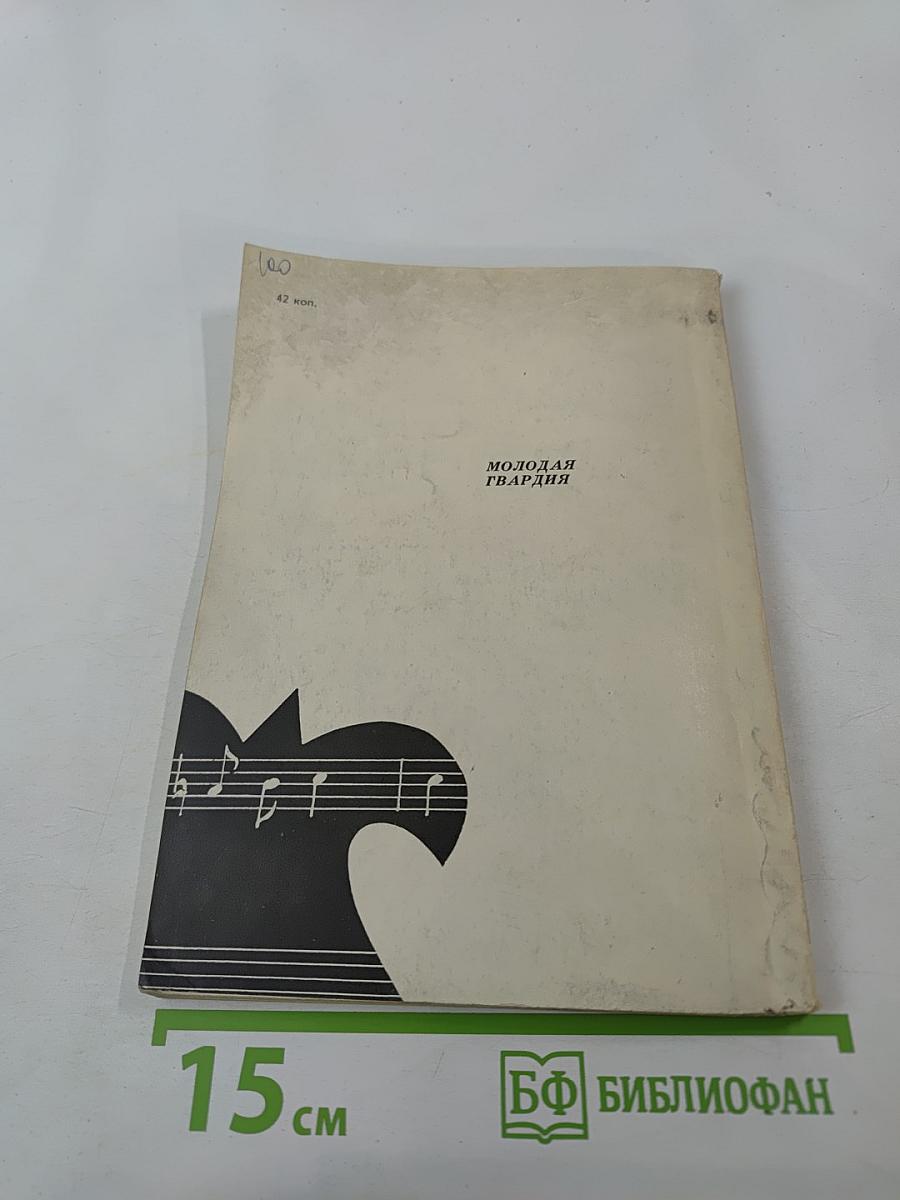 100
42 коп.
МОЛОДАЯ
ГВАРДИЯ
15 см
БФ БИБЛИОФАН